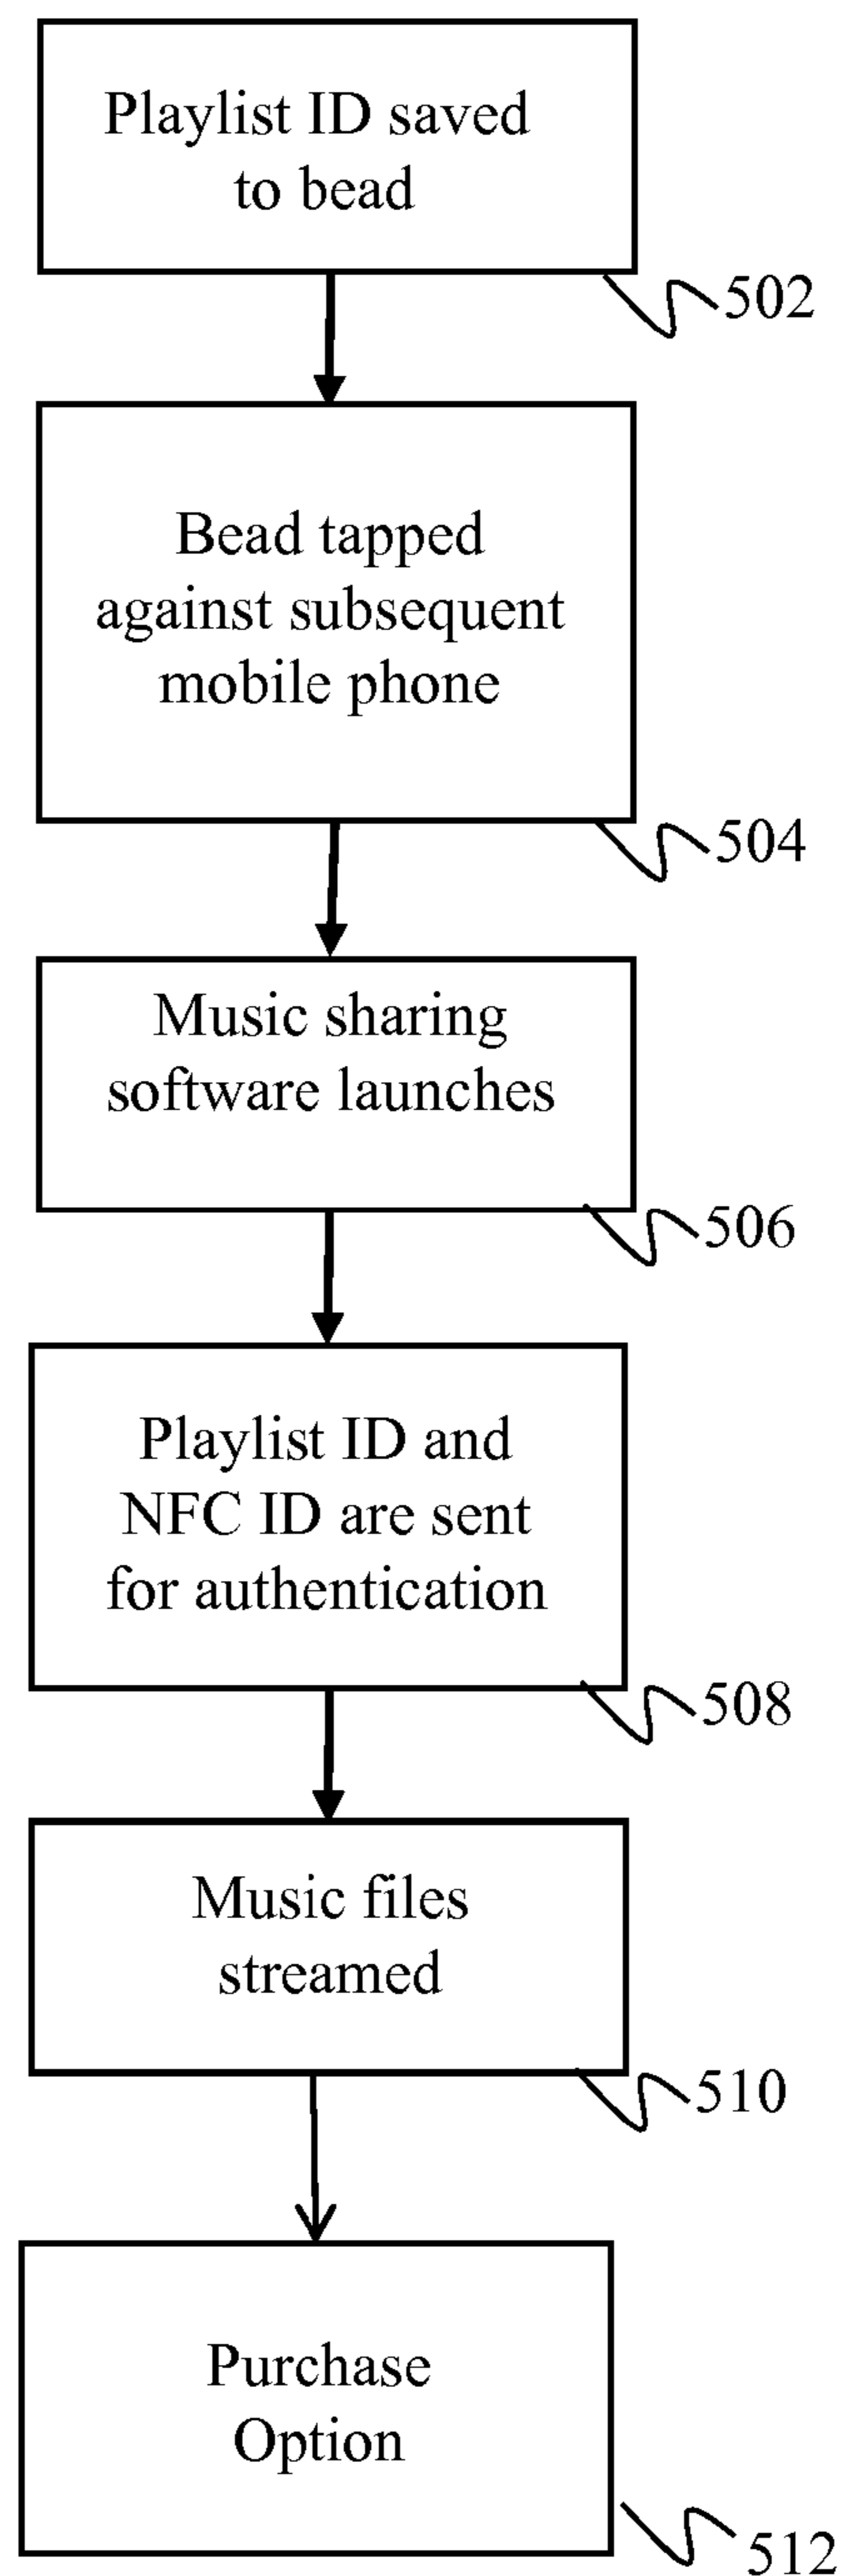 Playlist ID saved
to bead
502
Bead tapped
against subsequent
mobile phone
504
Music sharing
software launches
506
Playlist ID and
NFC ID are sent
for authentication
508
Music files
streamed
510
Purchase
Option
512